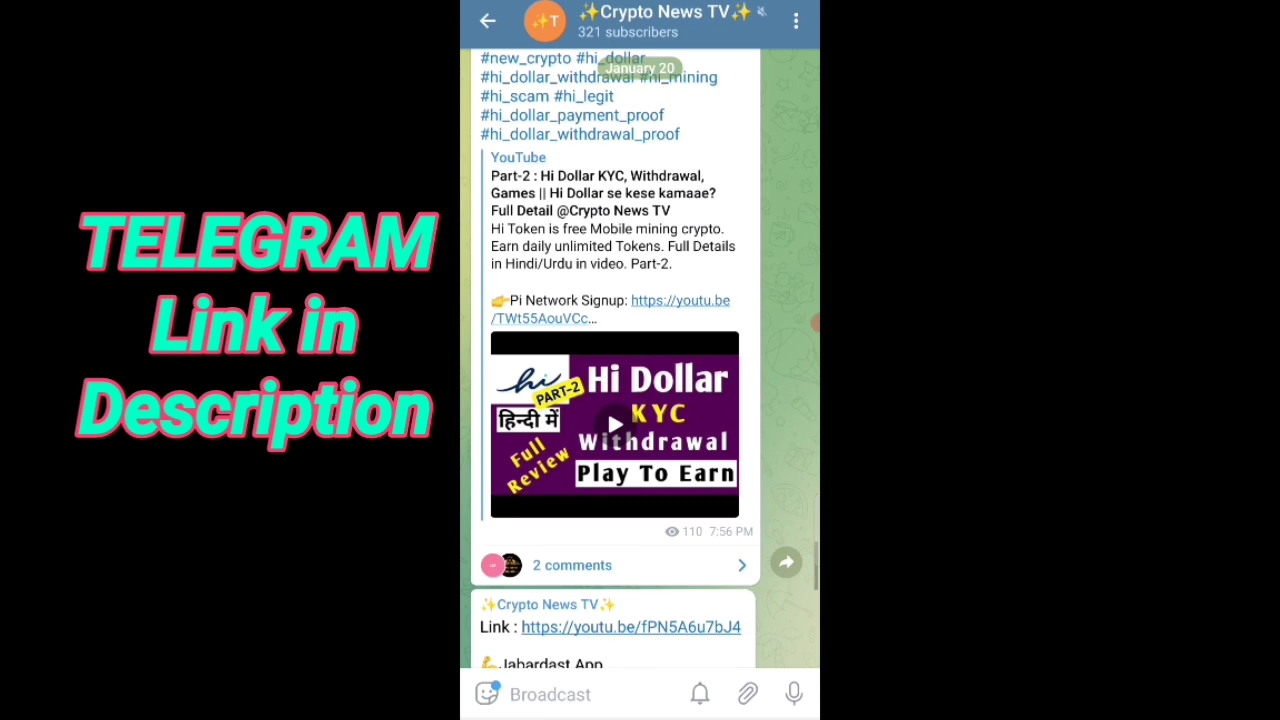 TELEGRAM
Link in
Description
✨T
✨Crypto News TV✨
321 subscribers
#new_crypto #hi_dollar
January 20
#hi_dollar_withdrawal #hi_mining
#hi_scam #hi_legit
#hi_dollar_payment_proof
#hi_dollar_withdrawal_proof
YouTube
Part-2 : Hi Dollar KYC, Withdrawal,
Games || Hi Dollar se kese kamaae?
Full Detail @Crypto News TV
Hi Token is free Mobile mining crypto.
Earn daily unlimited Tokens. Full Details
in Hindi/Urdu in video. Part-2.
👉Pi Network Signup: https://youtu.be
/TWt55AouVCc…
hi
PART-2
Hi Dollar
हिन्दी में
KYC
Full
Review
Withdrawal
Play To Earn
110 7:56 PM
2 comments
✨Crypto News TV✨
Link : https://youtu.be/fPN5A6u7bJ4
💪Jabardast App
Broadcast